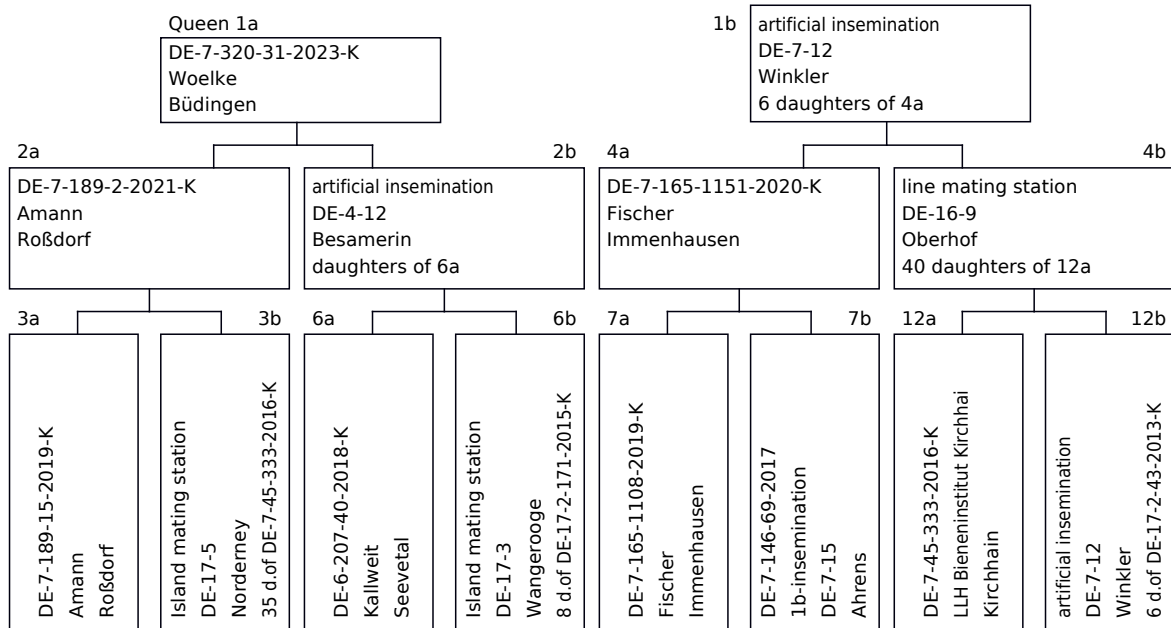 Queen 1a
DE-7-320-31-2023-K
Woelke
Büdingen
1b
artificial insemination
DE-7-12
Winkler
6 daughters of 4a
2a
DE-7-189-2-2021-K
Amann
Roßdorf
2b
artificial insemination
DE-4-12
Besamerin
daughters of 6a
4a
DE-7-165-1151-2020-K
Fischer
Immenhausen
4b
line mating station
DE-16-9
Oberhof
40 daughters of 12a
3a
DE-7-189-15-2019-K
Amann
Roßdorf
3b
Island mating station
DE-17-5
Norderney
35 d.of DE-7-45-333-2016-K
6a
DE-6-207-40-2018-K
Kallweit
Seevetal
6b
Island mating station
DE-17-3
Wangerooge
8 d.of DE-17-2-171-2015-K
7a
DE-7-165-1108-2019-K
Fischer
Immenhausen
7b
DE-7-146-69-2017
1b-insemination
DE-7-15
Ahrens
12a
DE-7-45-333-2016-K
LLH Bieneninstitut Kirchhai
Kirchhain
12b
artificial insemination
DE-7-12
Winkler
6 d.of DE-17-2-43-2013-K